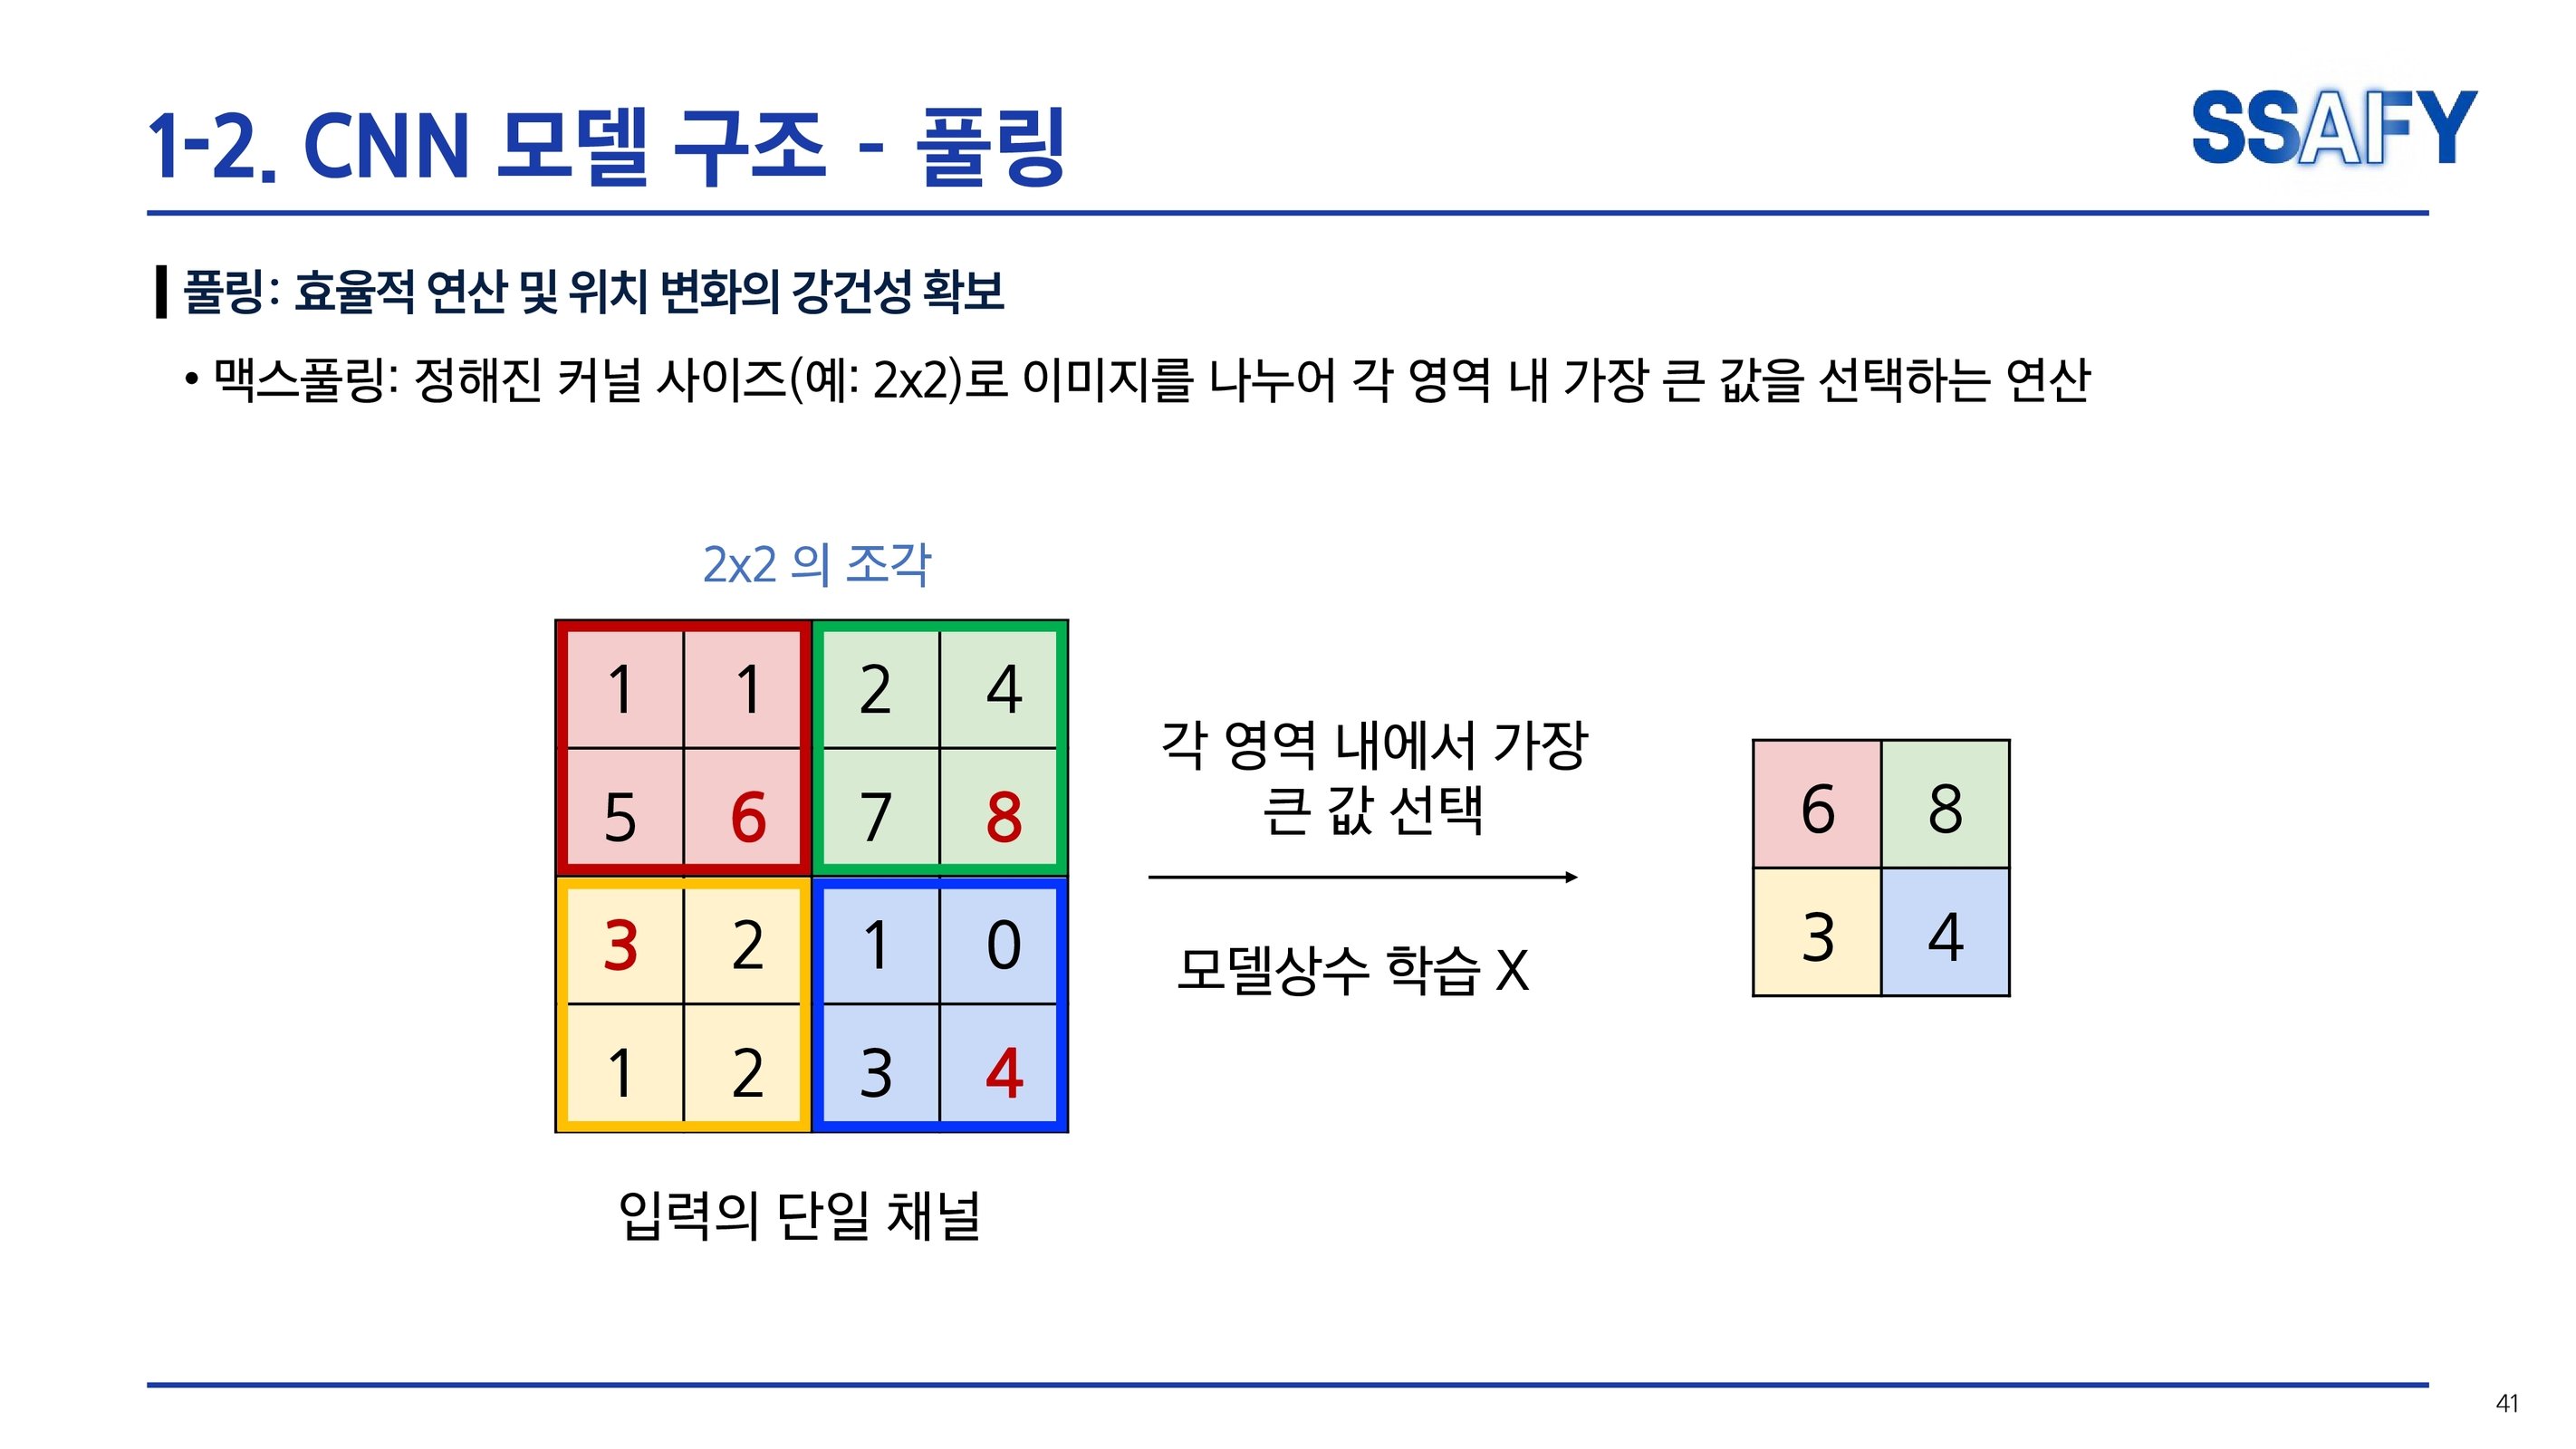 1-2. CNN 모델 구조 - 풀링
SSAFY
풀링: 효율적 연산 및 위치 변화의 강건성 확보
• 맥스풀링: 정해진 커널 사이즈(예: 2x2)로 이미지를 나누어 각 영역 내 가장 큰 값을 선택하는 연산
2x2 의 조각
1 1 2 4
5 6 7 8
3 2 1 0
1 2 3 4
입력의 단일 채널
각 영역 내에서 가장
큰 값 선택
모델상수 학습 X
6 8
3 4
41